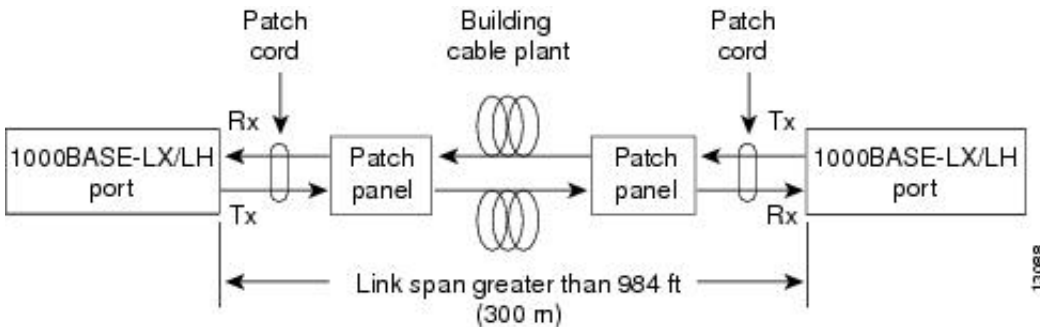 Patch
cord
Building
cable plant
Patch
cord
Rx
Tx
1000BASE-LX/LH
port
Patch
panel
Patch
panel
1000BASE-LX/LH
port
Tx
Rx
Link span greater than 984 ft
(300 m)
13088